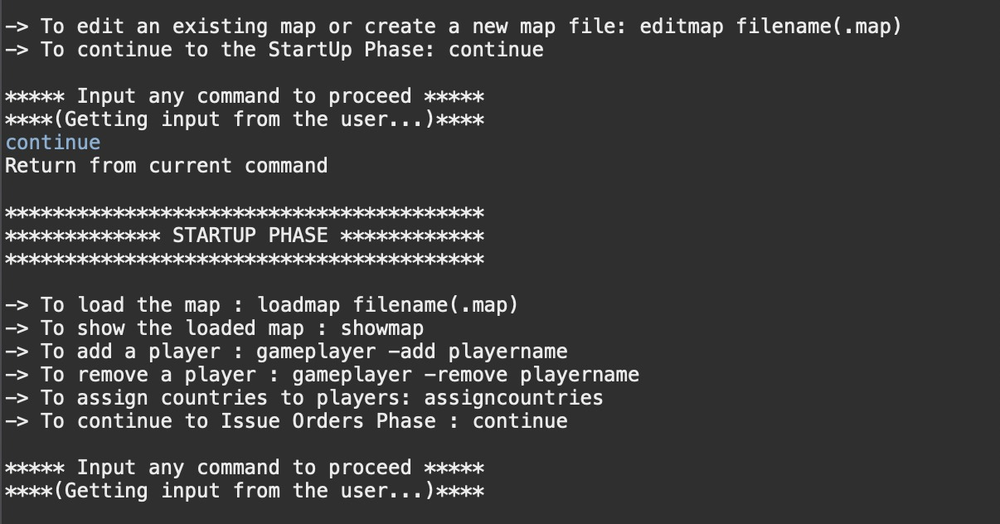 -> To edit an existing map or create a new map file: editmap filename(.map)
-> To continue to the StartUp Phase: continue
***** Input any command to proceed *****
****(Getting input from the user...)****
continue
Return from current command
****************************************
************* STARTUP PHASE ************
****************************************
-> To load the map : loadmap filename(.map)
-> To show the loaded map : showmap
-> To add a player : gameplayer -add playername
-> To remove a player : gameplayer -remove playername
-> To assign countries to players: assigncountries
-> To continue to Issue Orders Phase : continue
***** Input any command to proceed *****
****(Getting input from the user...)****